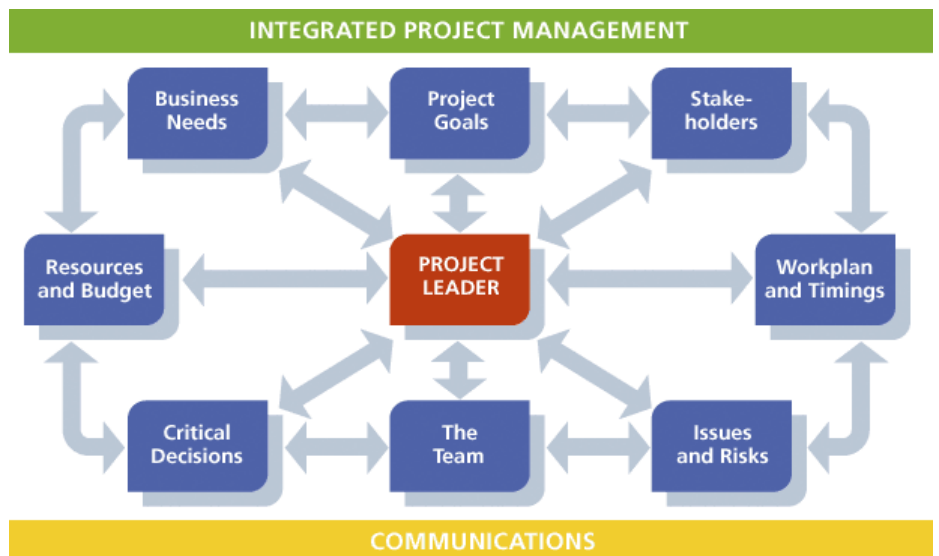 INTEGRATED PROJECT MANAGEMENT
Business
Needs
Project
Goals
Stake-
holders
Resources
and Budget
PROJECT
LEADER
Workplan
and Timings
Critical
Decisions
The
Team
Issues
and Risks
COMMUNICATIONS